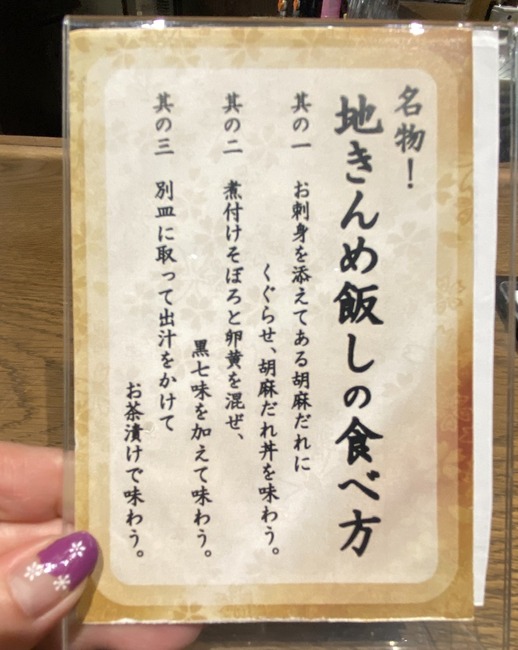 名物！
地きんめ飯しの食べ方
其の一 お刺身を添えてある胡麻だれに
くぐらせ、胡麻だれ丼を味わう。
其の二 煮付けそぼろと卵黄を混ぜ、
黒七味を加えて味わう。
其の三 別皿に取って出汁をかけて
お茶漬けで味わう。